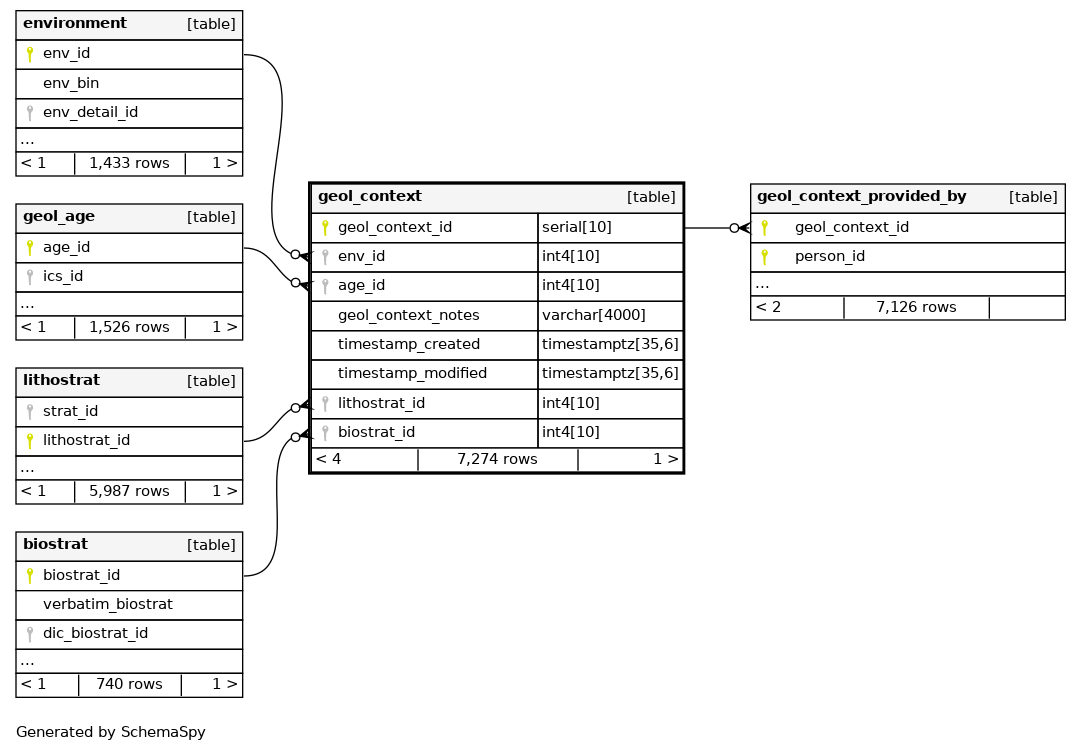 environment [table]
env_id
env_bin
env_detail_id
...
< 1 1,433 rows 1 >
geol_age [table]
age_id
ics_id
...
< 1 1,526 rows 1 >
lithostrat [table]
strat_id
lithostrat_id
...
< 1 5,987 rows 1 >
biostrat [table]
biostrat_id
verbatim_biostrat
dic_biostrat_id
...
< 1 740 rows 1 >
geol_context [table]
geol_context_id serial[10]
env_id int4[10]
age_id int4[10]
geol_context_notes varchar[4000]
timestamp_created timestamptz[35,6]
timestamp_modified timestamptz[35,6]
lithostrat_id int4[10]
biostrat_id int4[10]
< 4 7,274 rows 1 >
geol_context_provided_by [table]
geol_context_id
person_id
...
< 2 7,126 rows
Generated by SchemaSpy